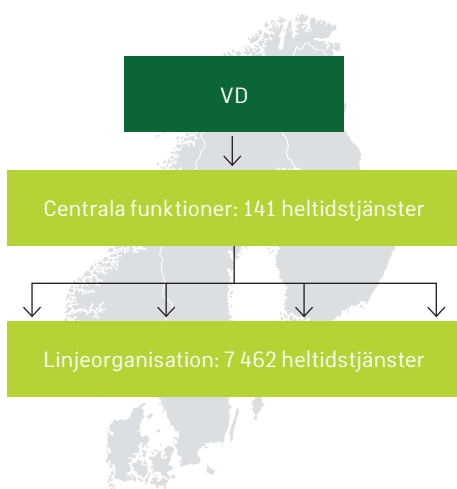 VD
Centrala funktioner: 141 heltidstjänster
Linjeorganisation: 7 462 heltidstjänster